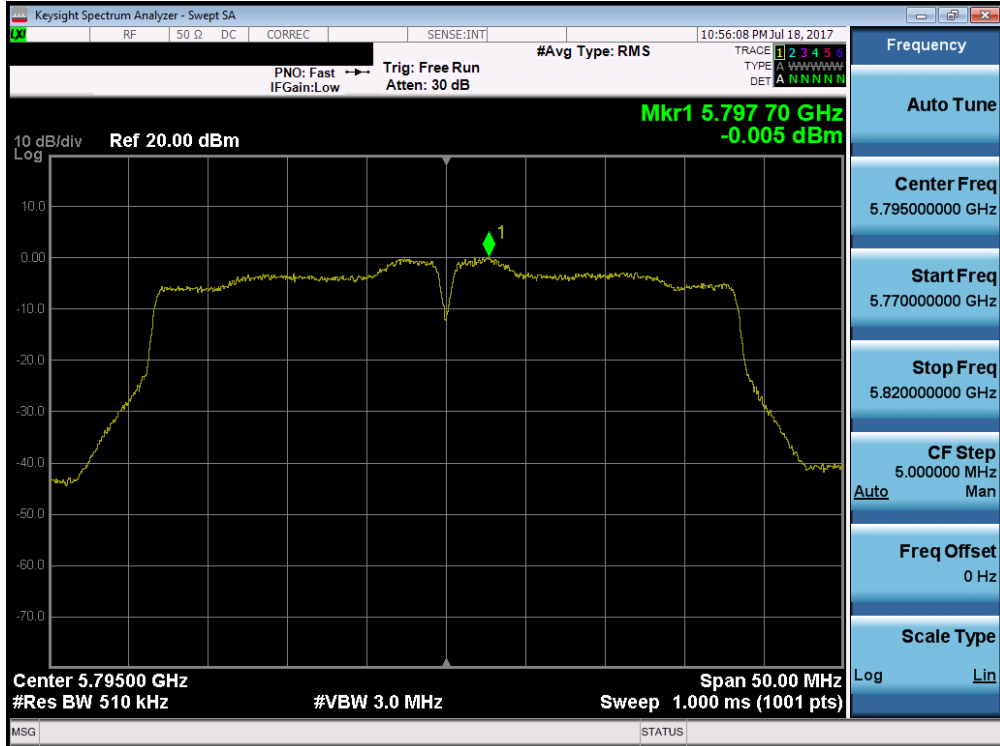 Keysight Spectrum Analyzer - Swept SA
LXI RF 50 Ω DC CORREC SENSE:INT 10:56:08 PM Jul 18, 2017
#Avg Type: RMS TRACE 1 2 3 4 5 6
PNO: Fast Trig: Free Run TYPE A WWWWW
IFGain:Low Atten: 30 dB DET A N N N N N
Mkr1 5.797 70 GHz
-0.005 dBm
10 dB/div Ref 20.00 dBm
Log
10.0
1
0.00
-10.0
-20.0
-30.0
-40.0
-50.0
-60.0
-70.0
Center 5.79500 GHz Span 50.00 MHz
#Res BW 510 kHz #VBW 3.0 MHz Sweep 1.000 ms (1001 pts)
MSG STATUS
Frequency
Auto Tune
Center Freq
5.795000000 GHz
Start Freq
5.770000000 GHz
Stop Freq
5.820000000 GHz
CF Step
5.000000 MHz
Auto Man
Freq Offset
0 Hz
Scale Type
Log Lin